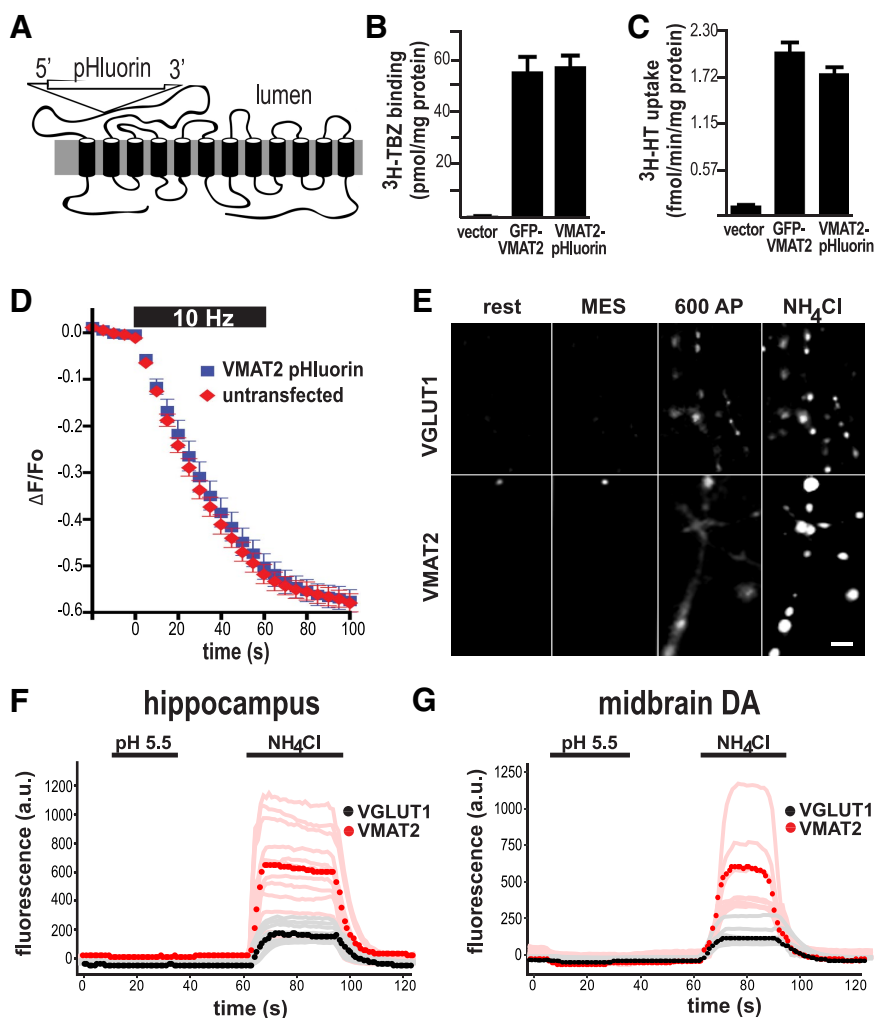 A
5' pHluorin 3'
lumen
B
³H-TBZ binding
(pmol/mg protein)
60
40
20
vector
GFP-
VMAT2
VMAT2-
pHluorin
C
³H-HT uptake
(fmol/min/mg protein)
2.30
1.72
1.15
0.57
vector
GFP-
VMAT2
VMAT2-
pHluorin
D
10 Hz
VMAT2 pHluorin
untransfected
ΔF/Fo
0.0
-0.1
-0.2
-0.3
-0.4
-0.5
-0.6
0 20 40 60 80 100
time (s)
E
rest MES 600 AP NH₄Cl
VGLUT1
VMAT2
F
hippocampus
pH 5.5
NH₄Cl
VGLUT1
VMAT2
fluorescence (a.u.)
1200
1000
800
600
400
200
0
0 20 40 60 80 100 120
time (s)
G
midbrain DA
pH 5.5
NH₄Cl
VGLUT1
VMAT2
fluorescence (a.u.)
1250
1000
750
500
250
0
0 20 40 60 80 100 120
time (s)